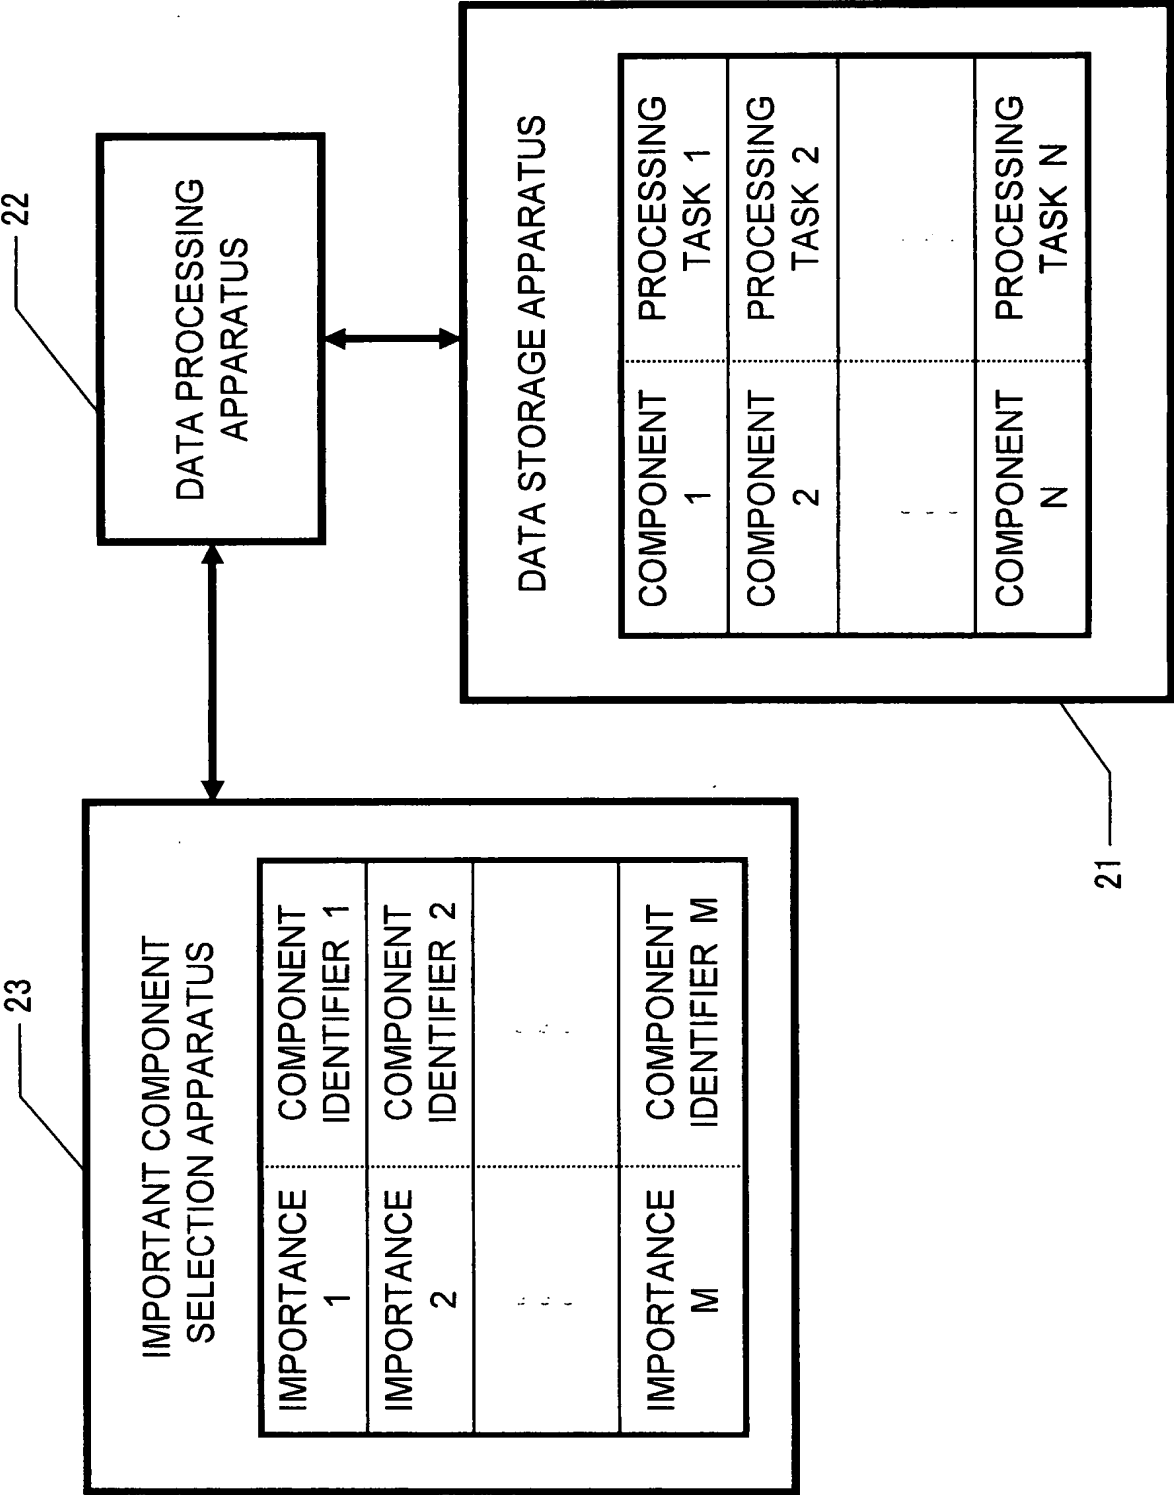 23
IMPORTANT COMPONENT
SELECTION APPARATUS
IMPORTANCE
1
COMPONENT
IDENTIFIER 1
IMPORTANCE
2
COMPONENT
IDENTIFIER 2
...
...
IMPORTANCE
M
COMPONENT
IDENTIFIER M
22
DATA PROCESSING
APPARATUS
DATA STORAGE APPARATUS
COMPONENT
1
PROCESSING
TASK 1
COMPONENT
2
PROCESSING
TASK 2
...
...
COMPONENT
N
PROCESSING
TASK N
21